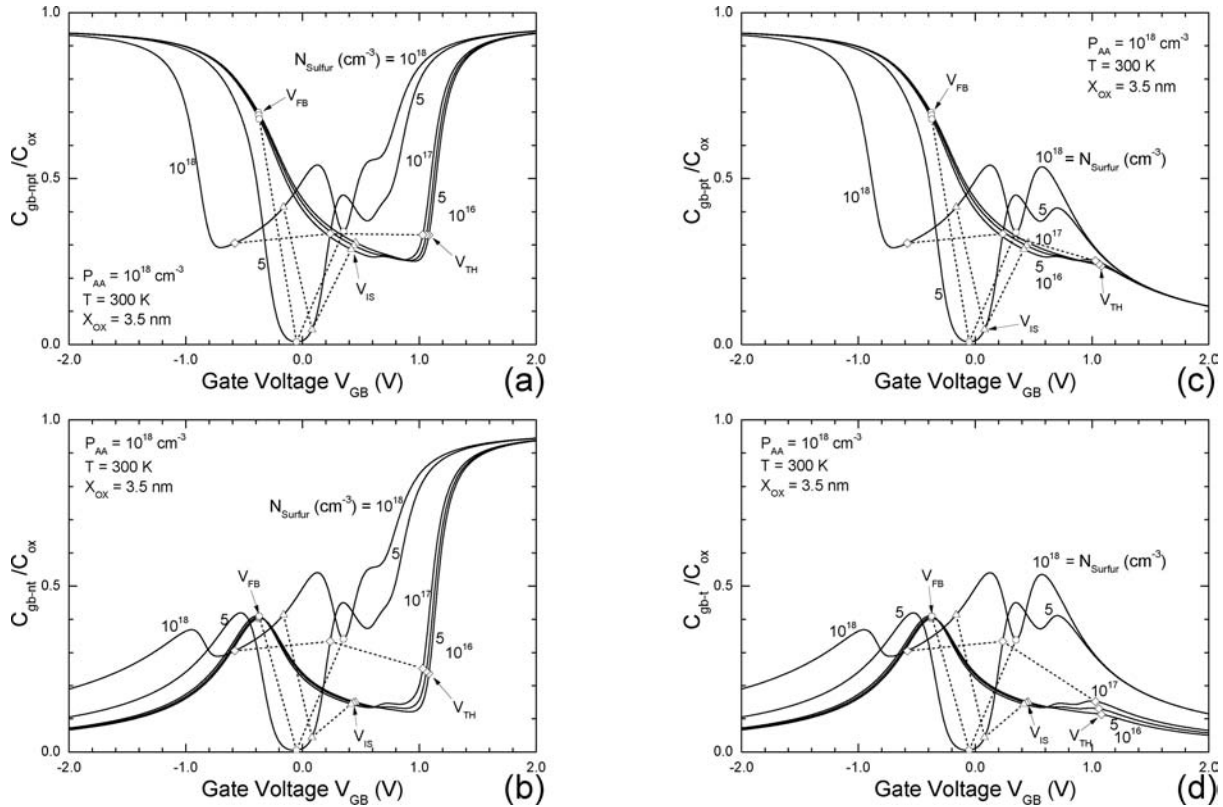 1.0
C_gb-npt /C_ox
0.5
0.0
V_FB
N_Sulfur (cm^-3) = 10^18
5
10^17
5
10^16
10^18
5
V_TH
V_IS
P_AA = 10^18 cm^-3
T = 300 K
X_OX = 3.5 nm
-2.0 -1.0 0.0 1.0 2.0
Gate Voltage V_GB (V)
(a)
1.0
C_gb-pt /C_ox
0.5
0.0
P_AA = 10^18 cm^-3
T = 300 K
X_OX = 3.5 nm
V_FB
10^18 = N_Surfur (cm^-3)
5
10^17
5
10^16
10^18
5
V_TH
V_IS
-2.0 -1.0 0.0 1.0 2.0
Gate Voltage V_GB (V)
(c)
1.0
C_gb-nt /C_ox
0.5
0.0
P_AA = 10^18 cm^-3
T = 300 K
X_OX = 3.5 nm
N_Surfur (cm^-3) = 10^18
5
V_FB
10^18
5
10^17
5
10^16
V_TH
V_IS
-2.0 -1.0 0.0 1.0 2.0
Gate Voltage V_GB (V)
(b)
1.0
C_gb-t /C_ox
0.5
0.0
P_AA = 10^18 cm^-3
T = 300 K
X_OX = 3.5 nm
10^18 = N_Surfur (cm^-3)
5
V_FB
10^18
5
10^17
5
10^16
V_IS
V_TH
-2.0 -1.0 0.0 1.0 2.0
Gate Voltage V_GB (V)
(d)